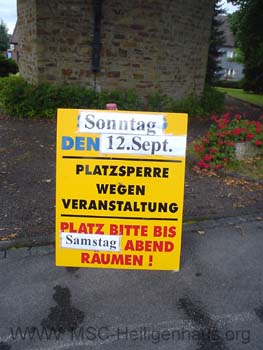 Sonntag
DEN 12.Sept.
PLATZSPERRE
WEGEN
VERANSTALTUNG
PLATZ BITTE BIS
Samstag ABEND
RÄUMEN !
www.MSC-Heiligenhaus.org